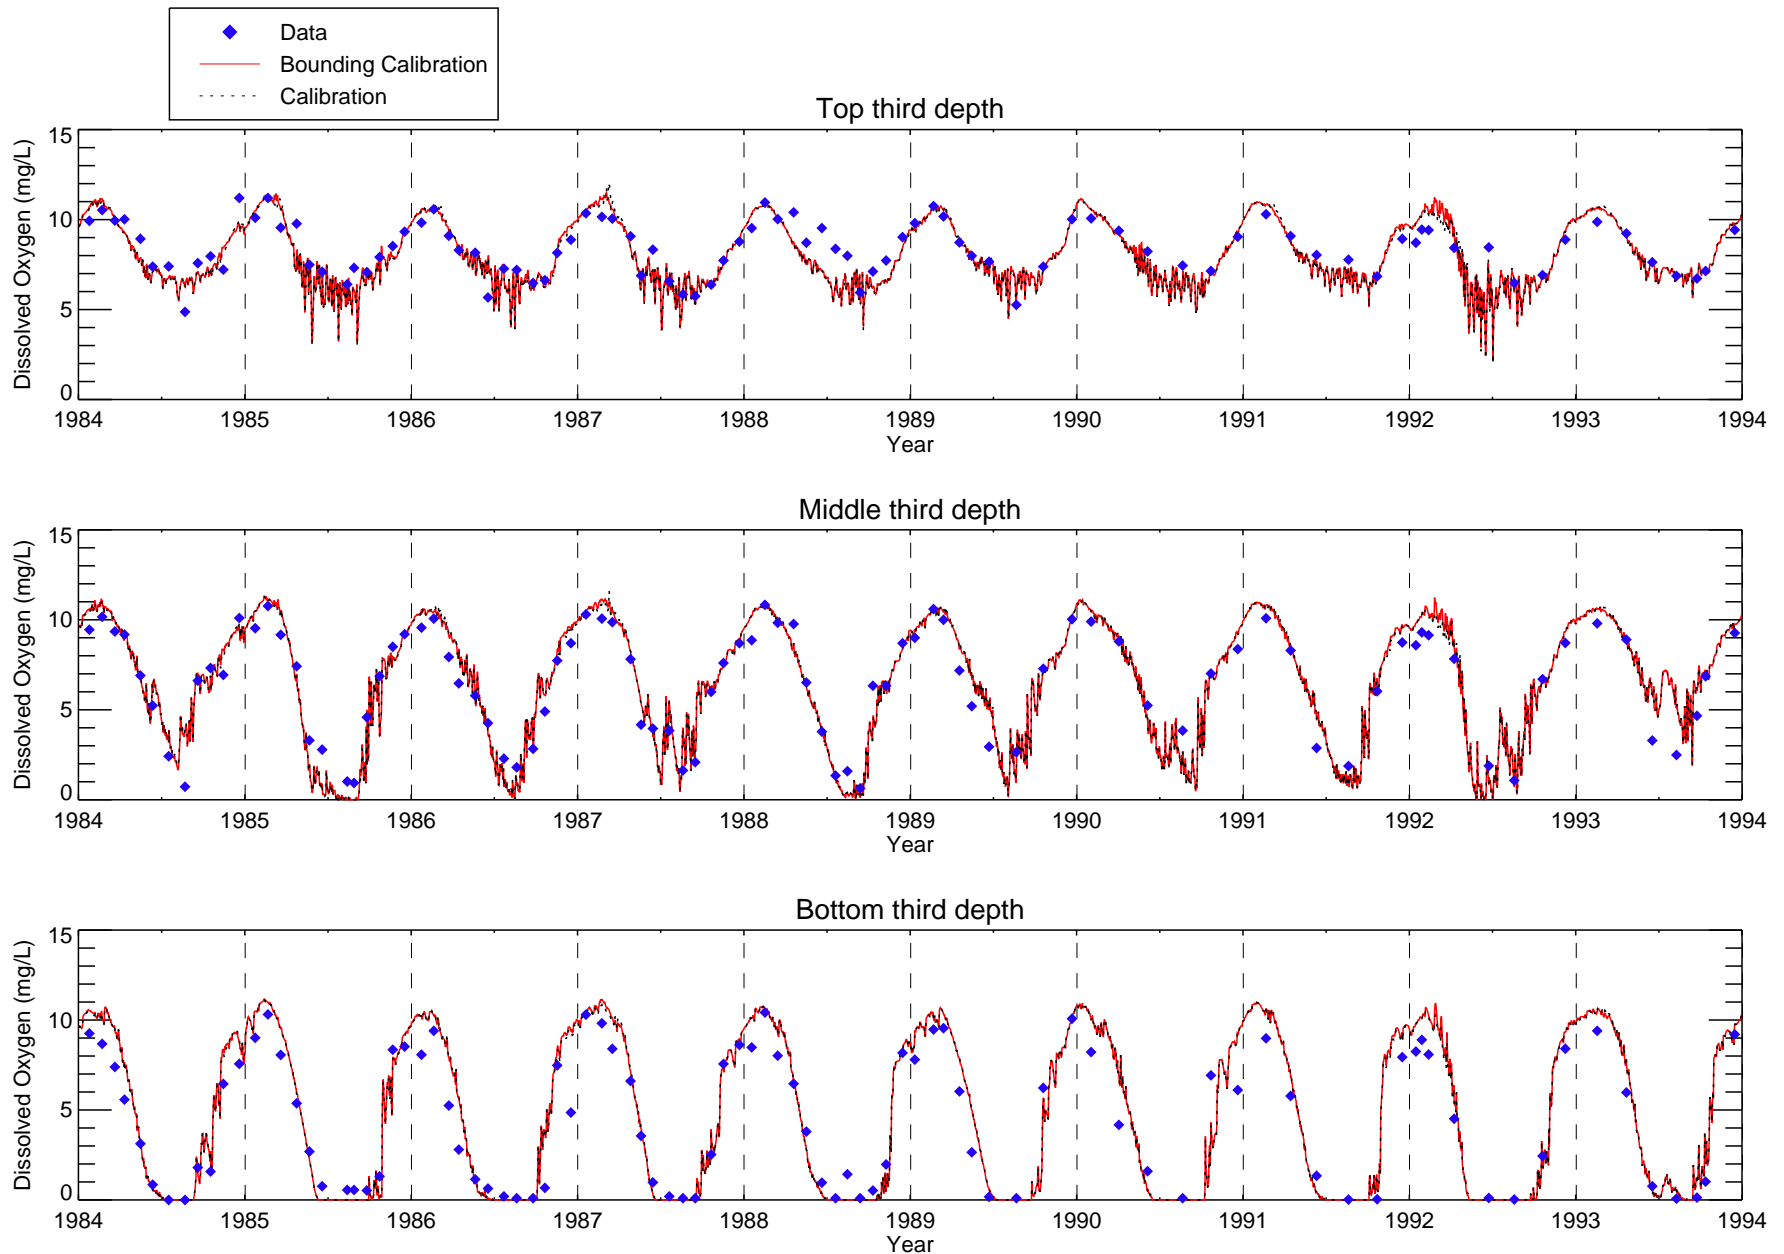 Data
Bounding Calibration
Calibration
Top third depth
Dissolved Oxygen (mg/L)
15
10
5
0
1984 1985 1986 1987 1988 1989 1990 1991 1992 1993 1994
Year
Middle third depth
Dissolved Oxygen (mg/L)
15
10
5
0
1984 1985 1986 1987 1988 1989 1990 1991 1992 1993 1994
Year
Bottom third depth
Dissolved Oxygen (mg/L)
15
10
5
0
1984 1985 1986 1987 1988 1989 1990 1991 1992 1993 1994
Year